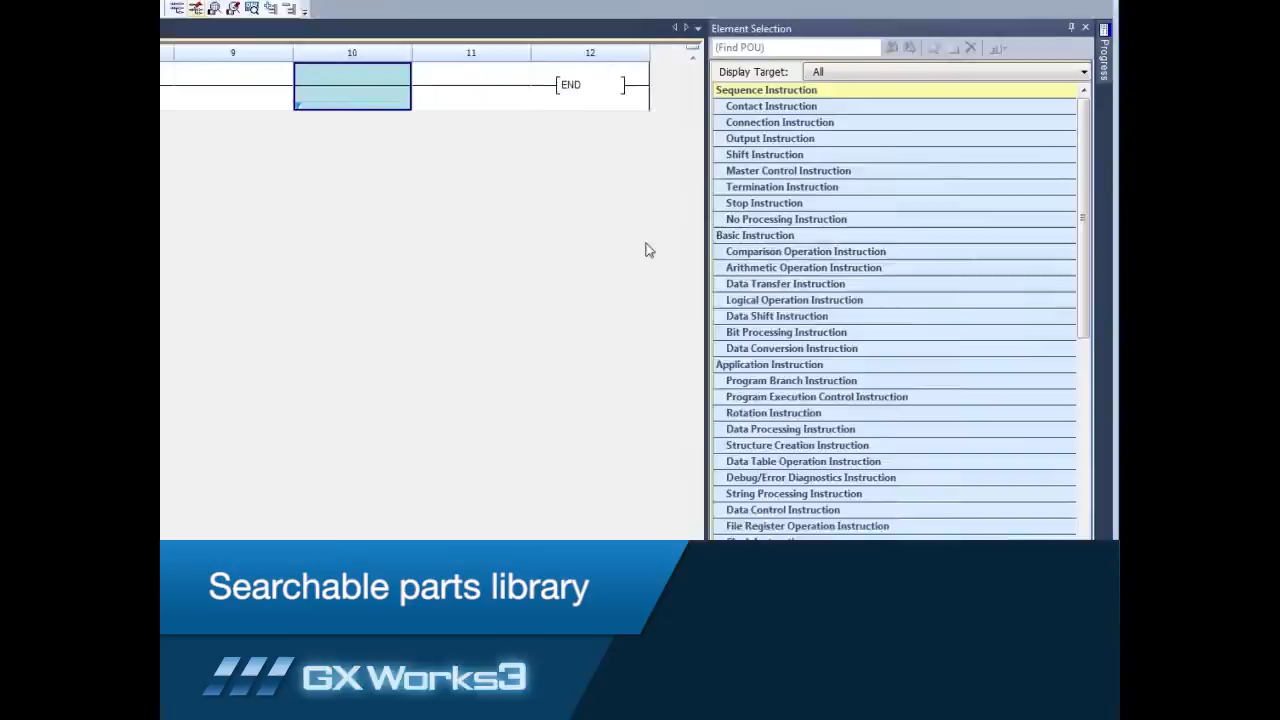 Element Selection
(Find POU)
Progress
9 10 11 12
Display Target: All
END
Sequence Instruction
Contact Instruction
Connection Instruction
Output Instruction
Shift Instruction
Master Control Instruction
Termination Instruction
Stop Instruction
No Processing Instruction
Basic Instruction
Comparison Operation Instruction
Arithmetic Operation Instruction
Data Transfer Instruction
Logical Operation Instruction
Data Shift Instruction
Bit Processing Instruction
Data Conversion Instruction
Application Instruction
Program Branch Instruction
Program Execution Control Instruction
Rotation Instruction
Data Processing Instruction
Structure Creation Instruction
Data Table Operation Instruction
Debug/Error Diagnostics Instruction
String Processing Instruction
Data Control Instruction
File Register Operation Instruction
Searchable parts library
GX Works3